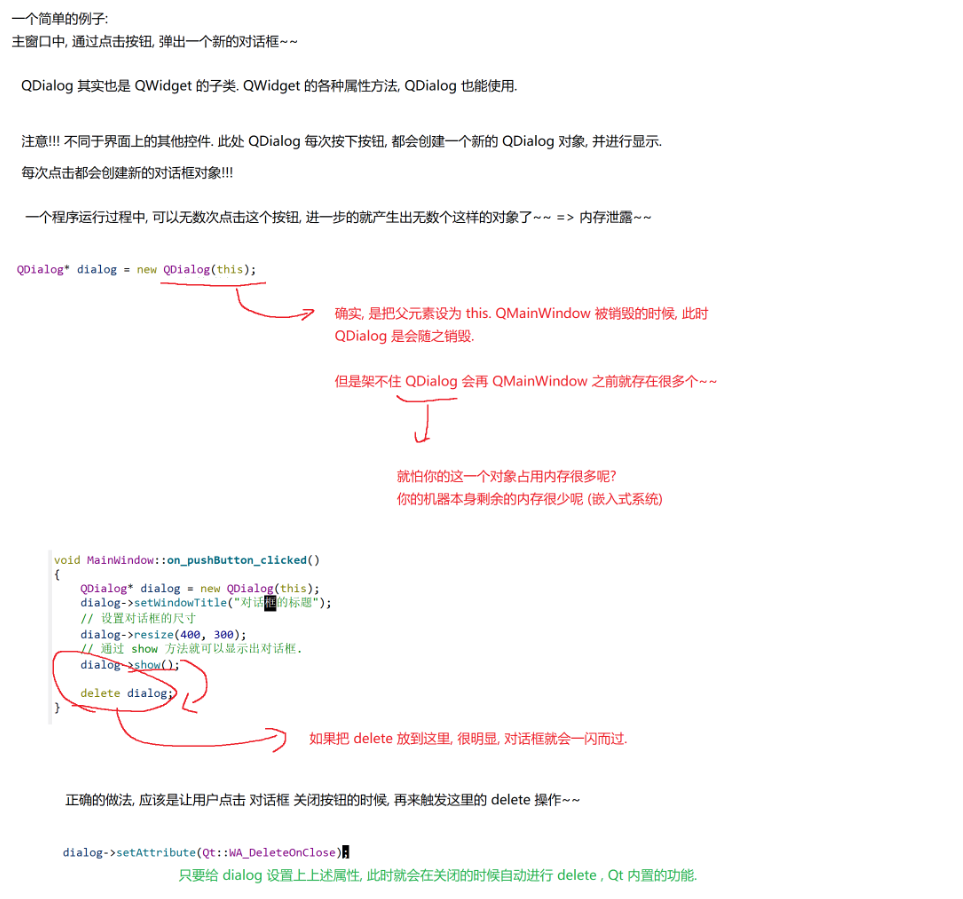 一个简单的例子:
主窗口中, 通过点击按钮, 弹出一个新的对话框~~
QDialog 其实也是 QWidget 的子类. QWidget 的各种属性方法, QDialog 也能使用.
注意!!! 不同于界面上的其他控件. 此处 QDialog 每次按下按钮, 都会创建一个新的 QDialog 对象, 并进行显示.
每次点击都会创建新的对话框对象!!!
一个程序运行过程中, 可以无数次点击这个按钮, 进一步的就产生出无数个这样的对象了~~ => 内存泄露~~
QDialog* dialog = new QDialog(this);
确实, 是把父元素设为 this. QMainWindow 被销毁的时候, 此时
QDialog 是会随之销毁.
但是架不住 QDialog 会再 QMainWindow 之前就存在很多个~~
就怕你的这一个对象占用内存很多呢?
你的机器本身剩余的内存很少呢 (嵌入式系统)
void MainWindow::on_pushButton_clicked()
{
QDialog* dialog = new QDialog(this);
dialog->setWindowTitle("对话框的标题");
// 设置对话框的尺寸
dialog->resize(400, 300);
// 通过 show 方法就可以显示出对话框.
dialog->show();
delete dialog;
}
如果把 delete 放到这里, 很明显, 对话框就会一闪而过.
正确的做法, 应该是让用户点击 对话框 关闭按钮的时候, 再来触发这里的 delete 操作~~
dialog->setAttribute(Qt::WA_DeleteOnClose);
只要给 dialog 设置上上述属性, 此时就会在关闭的时候自动进行 delete , Qt 内置的功能.